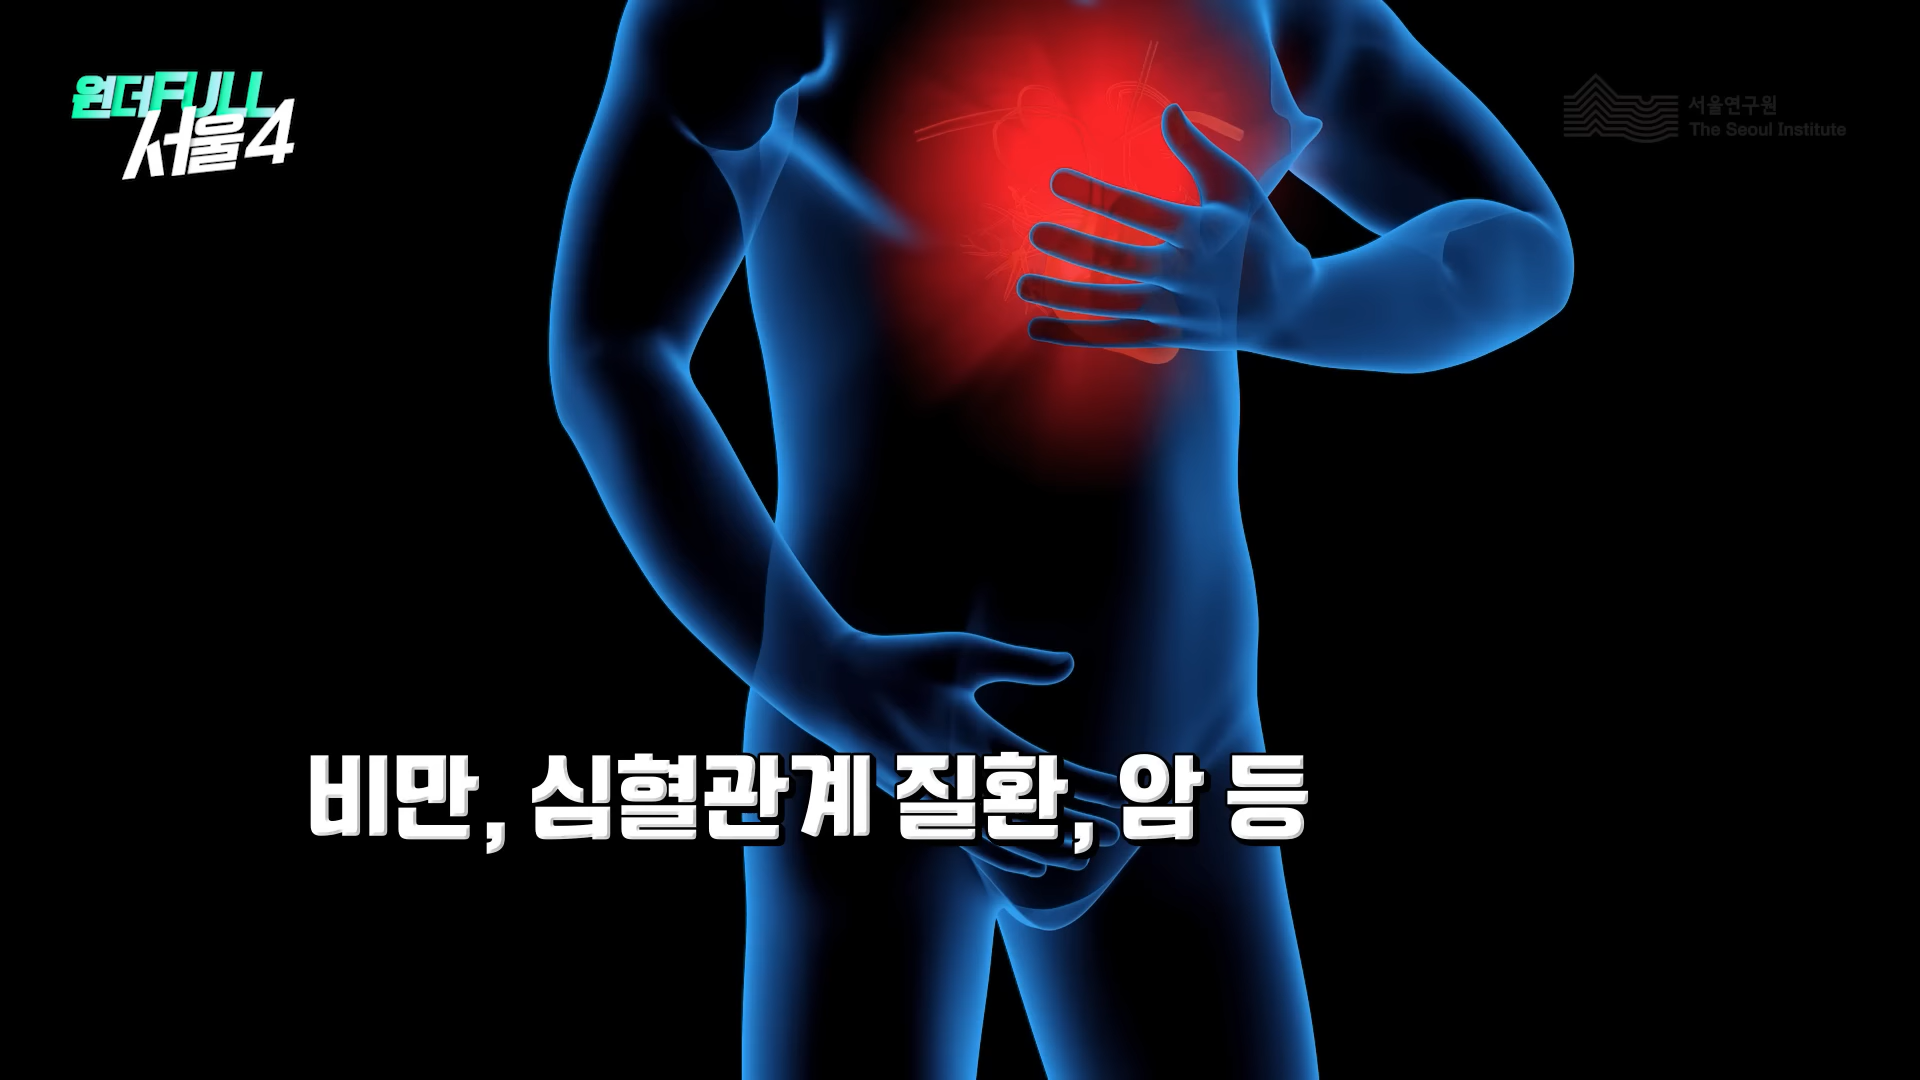 원더FULL
서울4
서울연구원
The Seoul Institute
비만, 심혈관계 질환, 암 등